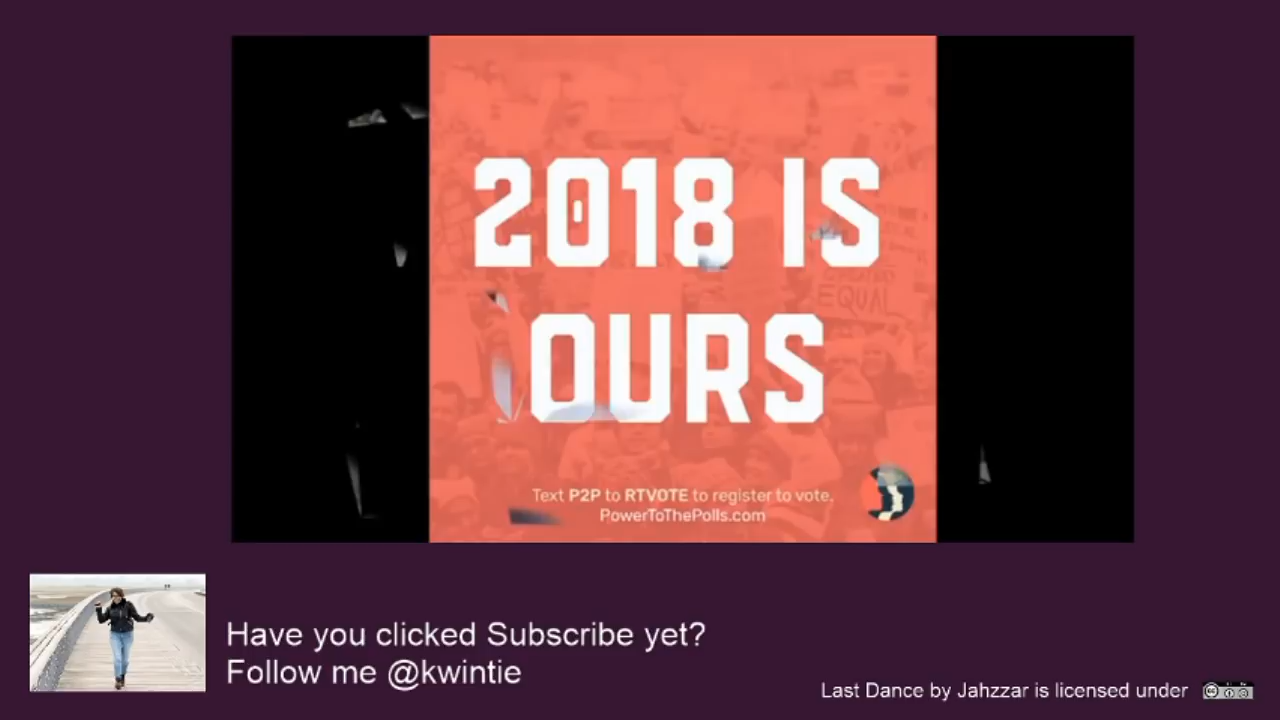 2018 IS
EQUAL
OURS
Text P2P to RTVOTE to register to vote.
PowerToThePolls.com
Have you clicked Subscribe yet?
Follow me @kwintie
Last Dance by Jahzzar is licensed under